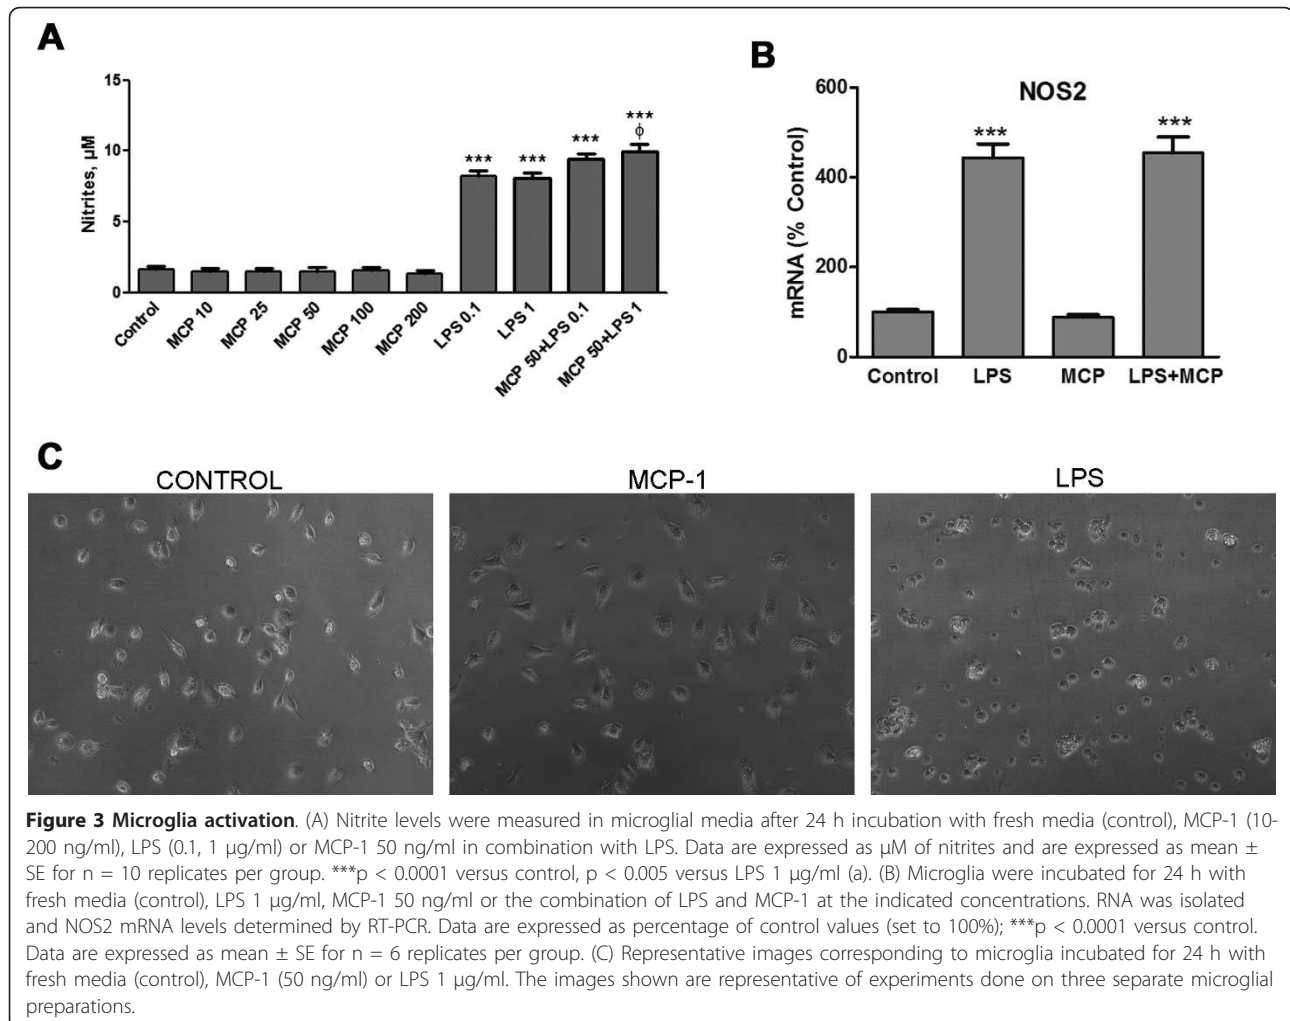 A
15
10
5
0
Nitrites, µM
***
***
***
***
ϕ
Control
MCP 10
MCP 25
MCP 50
MCP 100
MCP 200
LPS 0.1
LPS 1
MCP 50+LPS 0.1
MCP 50+LPS 1
B
NOS2
600
400
200
0
mRNA (% Control)
***
***
Control
LPS
MCP
LPS+MCP
C
CONTROL
MCP-1
LPS
Figure 3 Microglia activation. (A) Nitrite levels were measured in microglial media after 24 h incubation with fresh media (control), MCP-1 (10-
200 ng/ml), LPS (0.1, 1 µg/ml) or MCP-1 50 ng/ml in combination with LPS. Data are expressed as µM of nitrites and are expressed as mean ±
SE for n = 10 replicates per group. ***p < 0.0001 versus control, p < 0.005 versus LPS 1 µg/ml (a). (B) Microglia were incubated for 24 h with
fresh media (control), LPS 1 µg/ml, MCP-1 50 ng/ml or the combination of LPS and MCP-1 at the indicated concentrations. RNA was isolated
and NOS2 mRNA levels determined by RT-PCR. Data are expressed as percentage of control values (set to 100%); ***p < 0.0001 versus control.
Data are expressed as mean ± SE for n = 6 replicates per group. (C) Representative images corresponding to microglia incubated for 24 h with
fresh media (control), MCP-1 (50 ng/ml) or LPS 1 µg/ml. The images shown are representative of experiments done on three separate microglial
preparations.